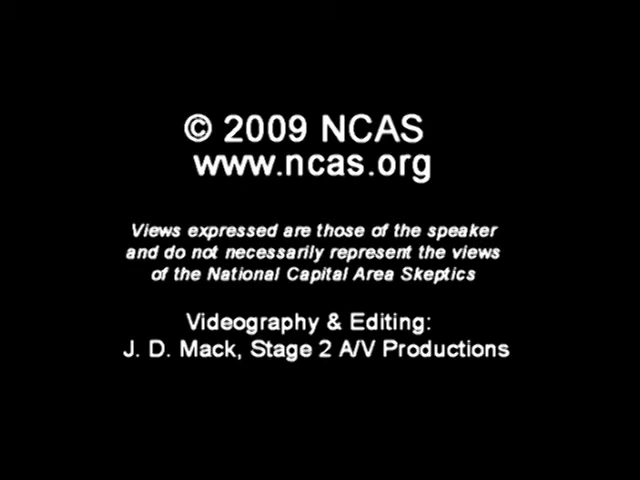 © 2009 NCAS
www.ncas.org
Views expressed are those of the speaker
and do not necessarily represent the views
of the National Capital Area Skeptics
Videography & Editing:
J. D. Mack, Stage 2 A/V Productions